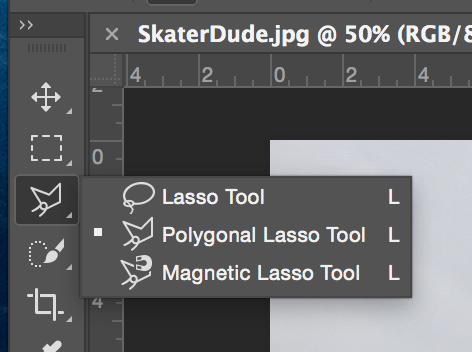 SkaterDude.jpg @ 50% (RGB/8
4 2 0 2 4
2
0
Lasso Tool L
Polygonal Lasso Tool L
Magnetic Lasso Tool L
4